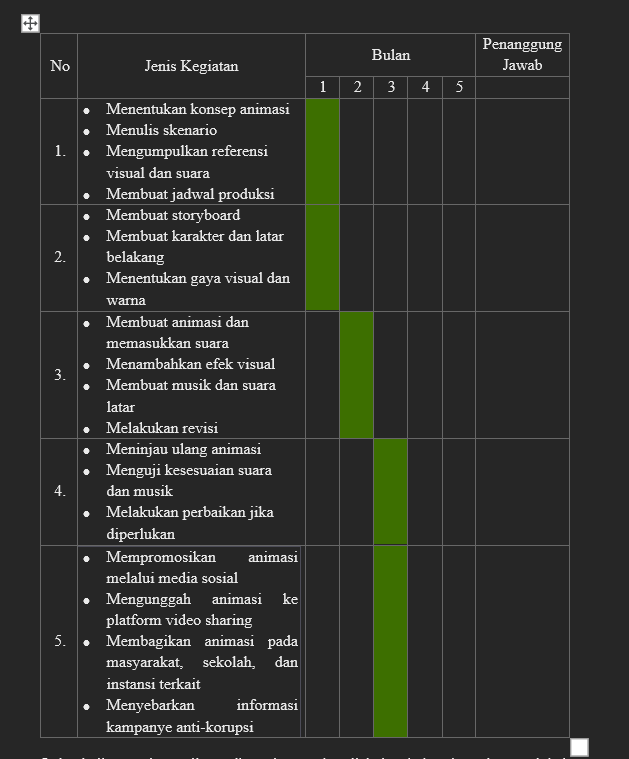 No
Jenis Kegiatan
Bulan
Penanggung
Jawab
1 2 3 4 5
1.
● Menentukan konsep animasi
● Menulis skenario
● Mengumpulkan referensi
visual dan suara
● Membuat jadwal produksi
2.
● Membuat storyboard
● Membuat karakter dan latar
belakang
● Menentukan gaya visual dan
warna
3.
● Membuat animasi dan
memasukkan suara
● Menambahkan efek visual
● Membuat musik dan suara
latar
● Melakukan revisi
4.
● Meninjau ulang animasi
● Menguji kesesuaian suara
dan musik
● Melakukan perbaikan jika
diperlukan
5.
● Mempromosikan animasi
melalui media sosial
● Mengunggah animasi ke
platform video sharing
● Membagikan animasi pada
masyarakat, sekolah, dan
instansi terkait
● Menyebarkan informasi
kampanye anti-korupsi